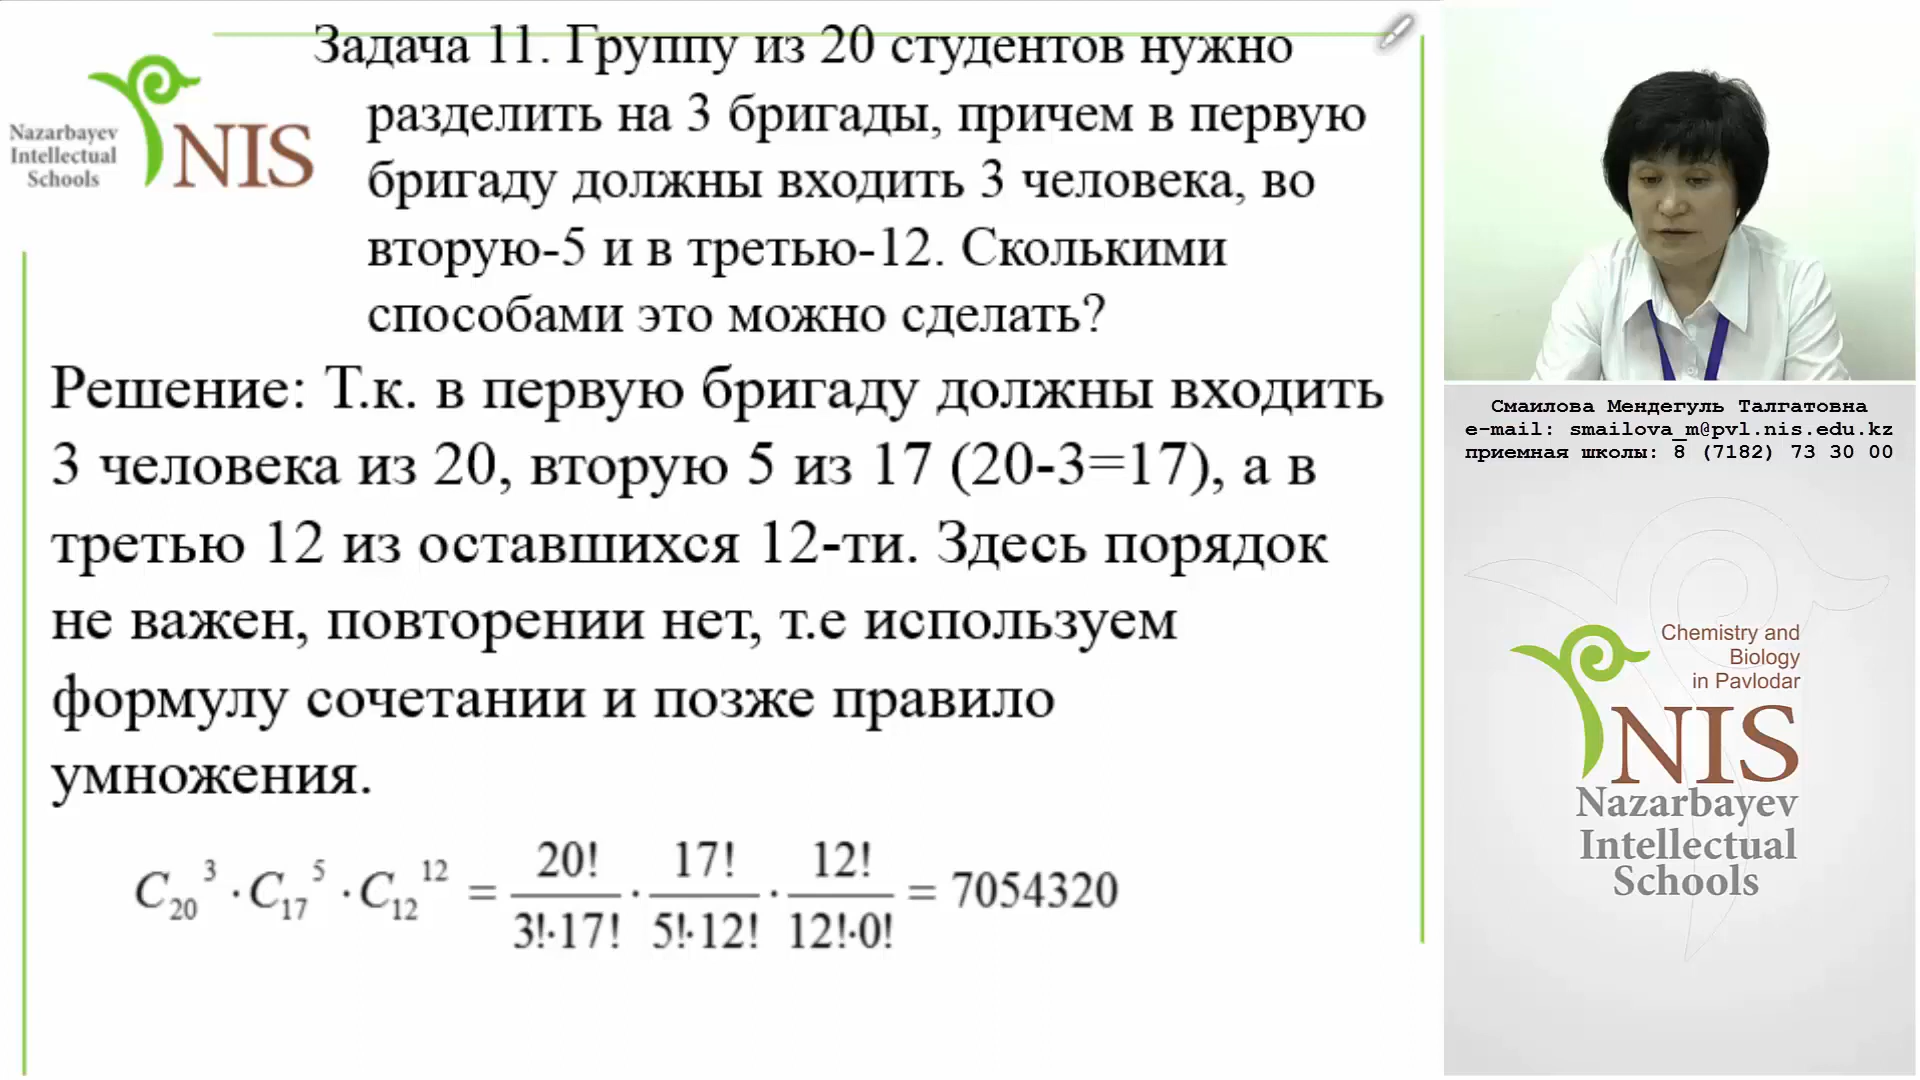 Задача 11. Группу из 20 студентов нужно
разделить на 3 бригады, причем в первую
бригаду должны входить 3 человека, во
вторую-5 и в третью-12. Сколькими
способами это можно сделать?
Nazarbayev
Intellectual
Schools
NIS
Решение: Т.к. в первую бригаду должны входить
3 человека из 20, вторую 5 из 17 (20-3=17), а в
третью 12 из оставшихся 12-ти. Здесь порядок
не важен, повторении нет, т.е используем
формулу сочетании и позже правило
умножения.
C₂₀³ · C₁₇⁵ · C₁₂¹² = 20!/(3!·17!) · 17!/(5!·12!) · 12!/(12!·0!) = 7054320
Смаилова Мендегуль Талгатовна
e-mail: smailova_m@pvl.nis.edu.kz
приемная школы: 8 (7182) 73 30 00
Chemistry and
Biology
in Pavlodar
NIS
Nazarbayev
Intellectual
Schools